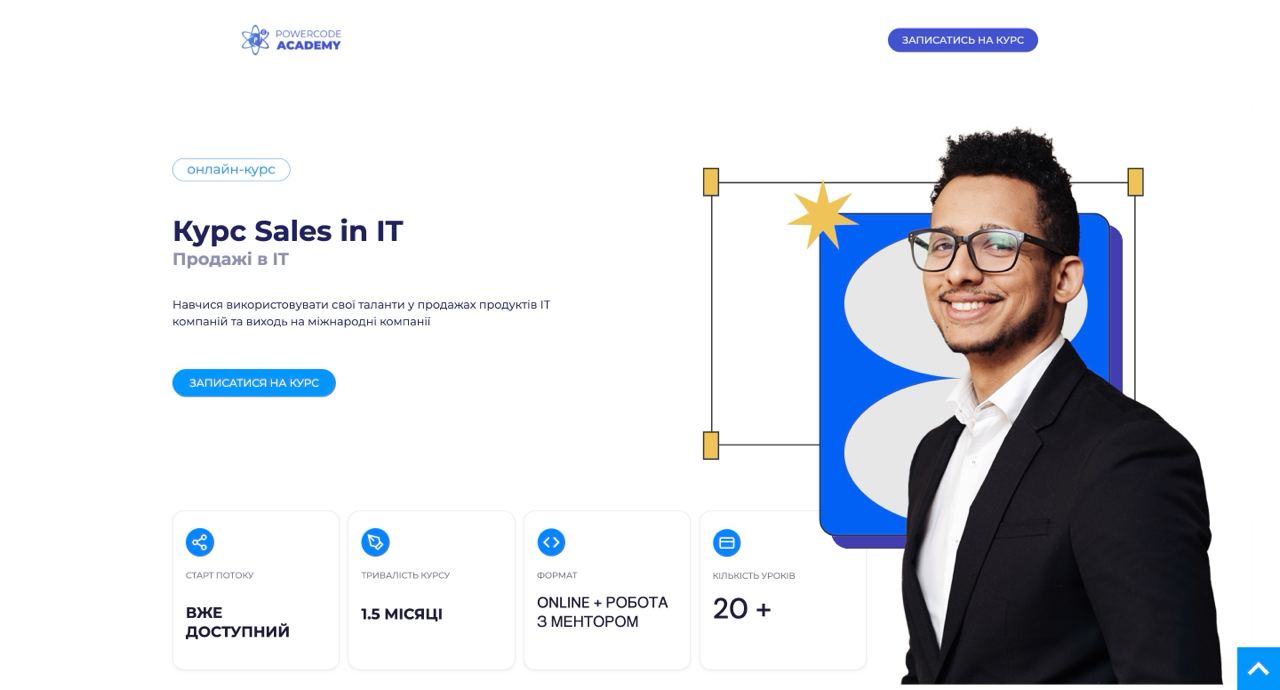 POWERCODE
ACADEMY
ЗАПИСАТИСЬ НА КУРС
онлайн-курс
Курс Sales in IT
Продажі в ІТ
Навчися використовувати свої таланти у продажах продуктів ІТ
компаній та виходь на міжнародні компанії
ЗАПИСАТИСЯ НА КУРС
СТАРТ ПОТОКУ
ВЖЕ
ДОСТУПНИЙ
ТРИВАЛІСТЬ КУРСУ
1.5 МІСЯЦІ
ФОРМАТ
ONLINE + РОБОТА
З МЕНТОРОМ
КІЛЬКІСТЬ УРОКІВ
20 +